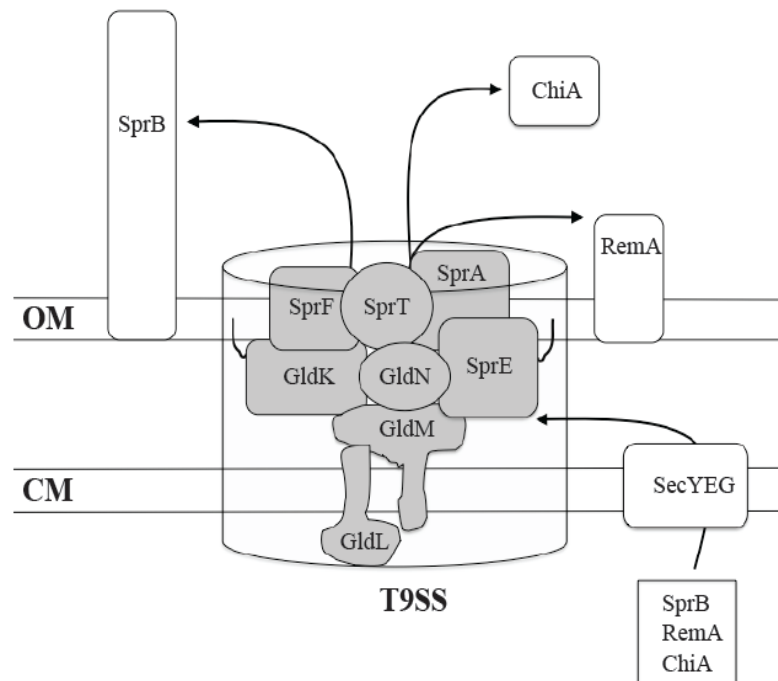 SprB
ChiA
RemA
SprA
SprF
SprT
OM
GldK
GldN
SprE
GldM
CM
SecYEG
GldL
T9SS
SprB
RemA
ChiA